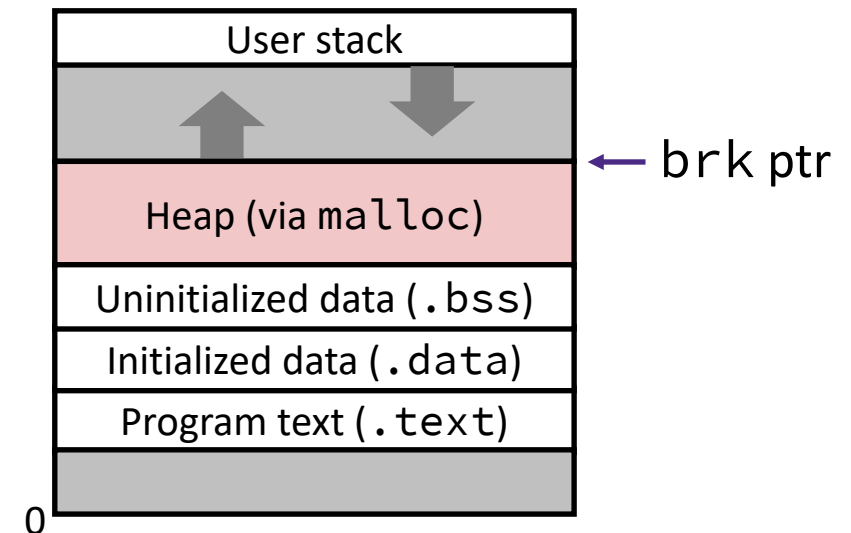 User stack
brk ptr
Heap (via malloc)
Uninitialized data (.bss)
Initialized data (.data)
Program text (.text)
0